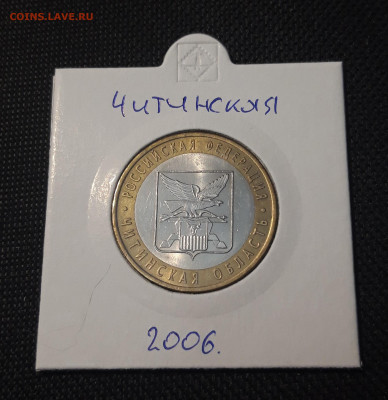 COINS.LAVE.RU
Читинская
РОССИЙСКАЯ ФЕДЕРАЦИЯ
ЧИТИНСКАЯ ОБЛАСТЬ
2006.